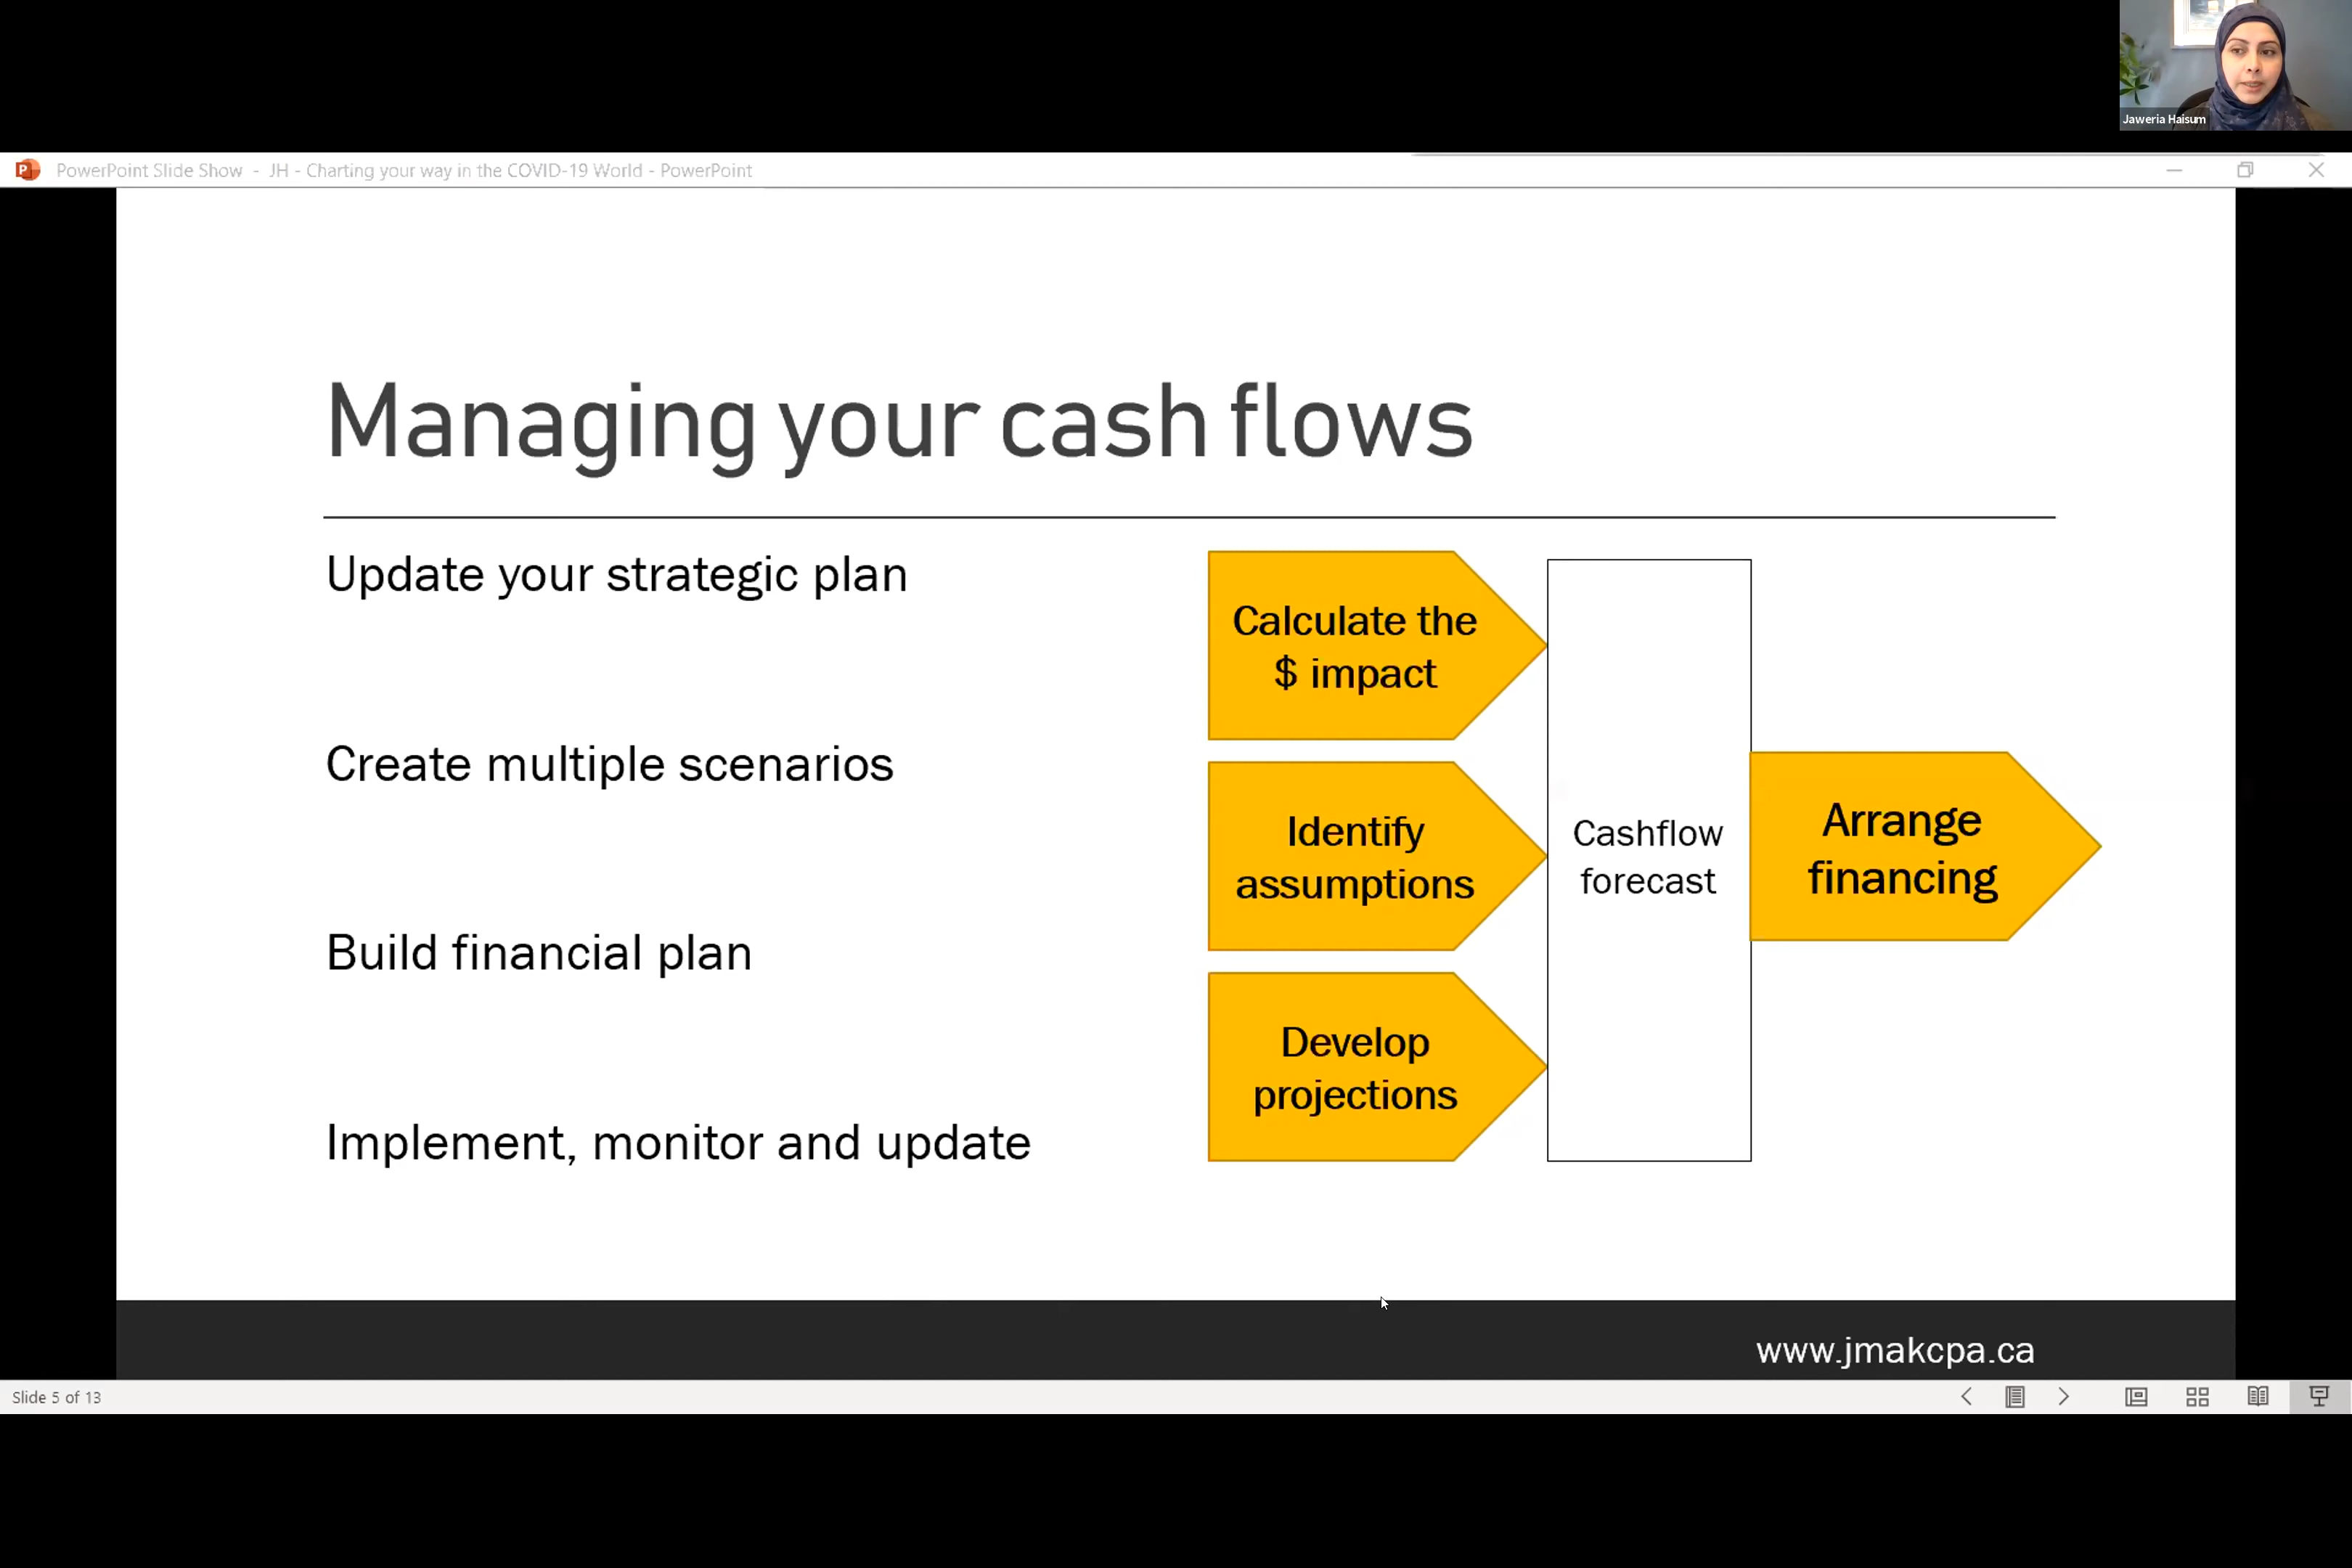 Jaweria Haisum
PowerPoint Slide Show - JH - Charting your way in the COVID-19 World - PowerPoint
Managing your cash flows
Update your strategic plan
Create multiple scenarios
Build financial plan
Implement, monitor and update
Calculate the
$ impact
Identify
assumptions
Develop
projections
Cashflow
forecast
Arrange
financing
www.jmakcpa.ca
Slide 5 of 13